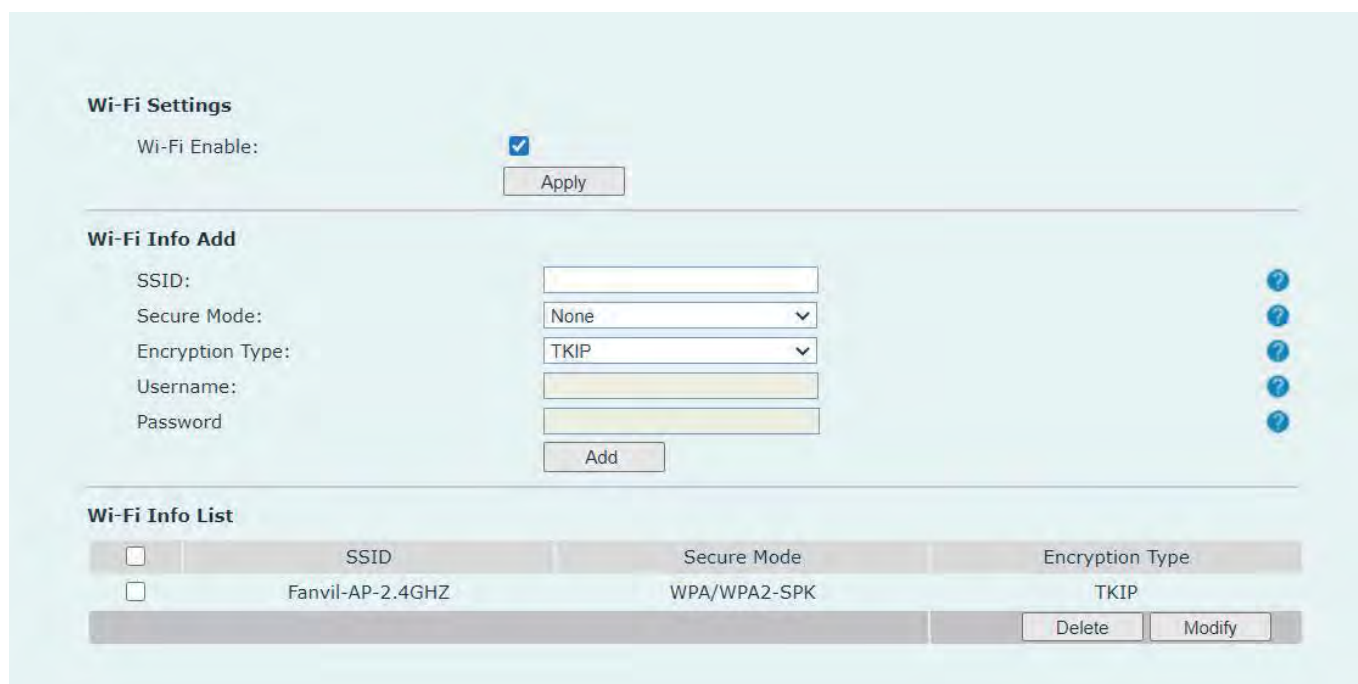 Wi-Fi Settings
Wi-Fi Enable:
Apply
Wi-Fi Info Add
SSID:
Secure Mode: None
Encryption Type: TKIP
Username:
Password
Add
Wi-Fi Info List
SSID Secure Mode Encryption Type
Fanvil-AP-2.4GHZ WPA/WPA2-SPK TKIP
Delete Modify